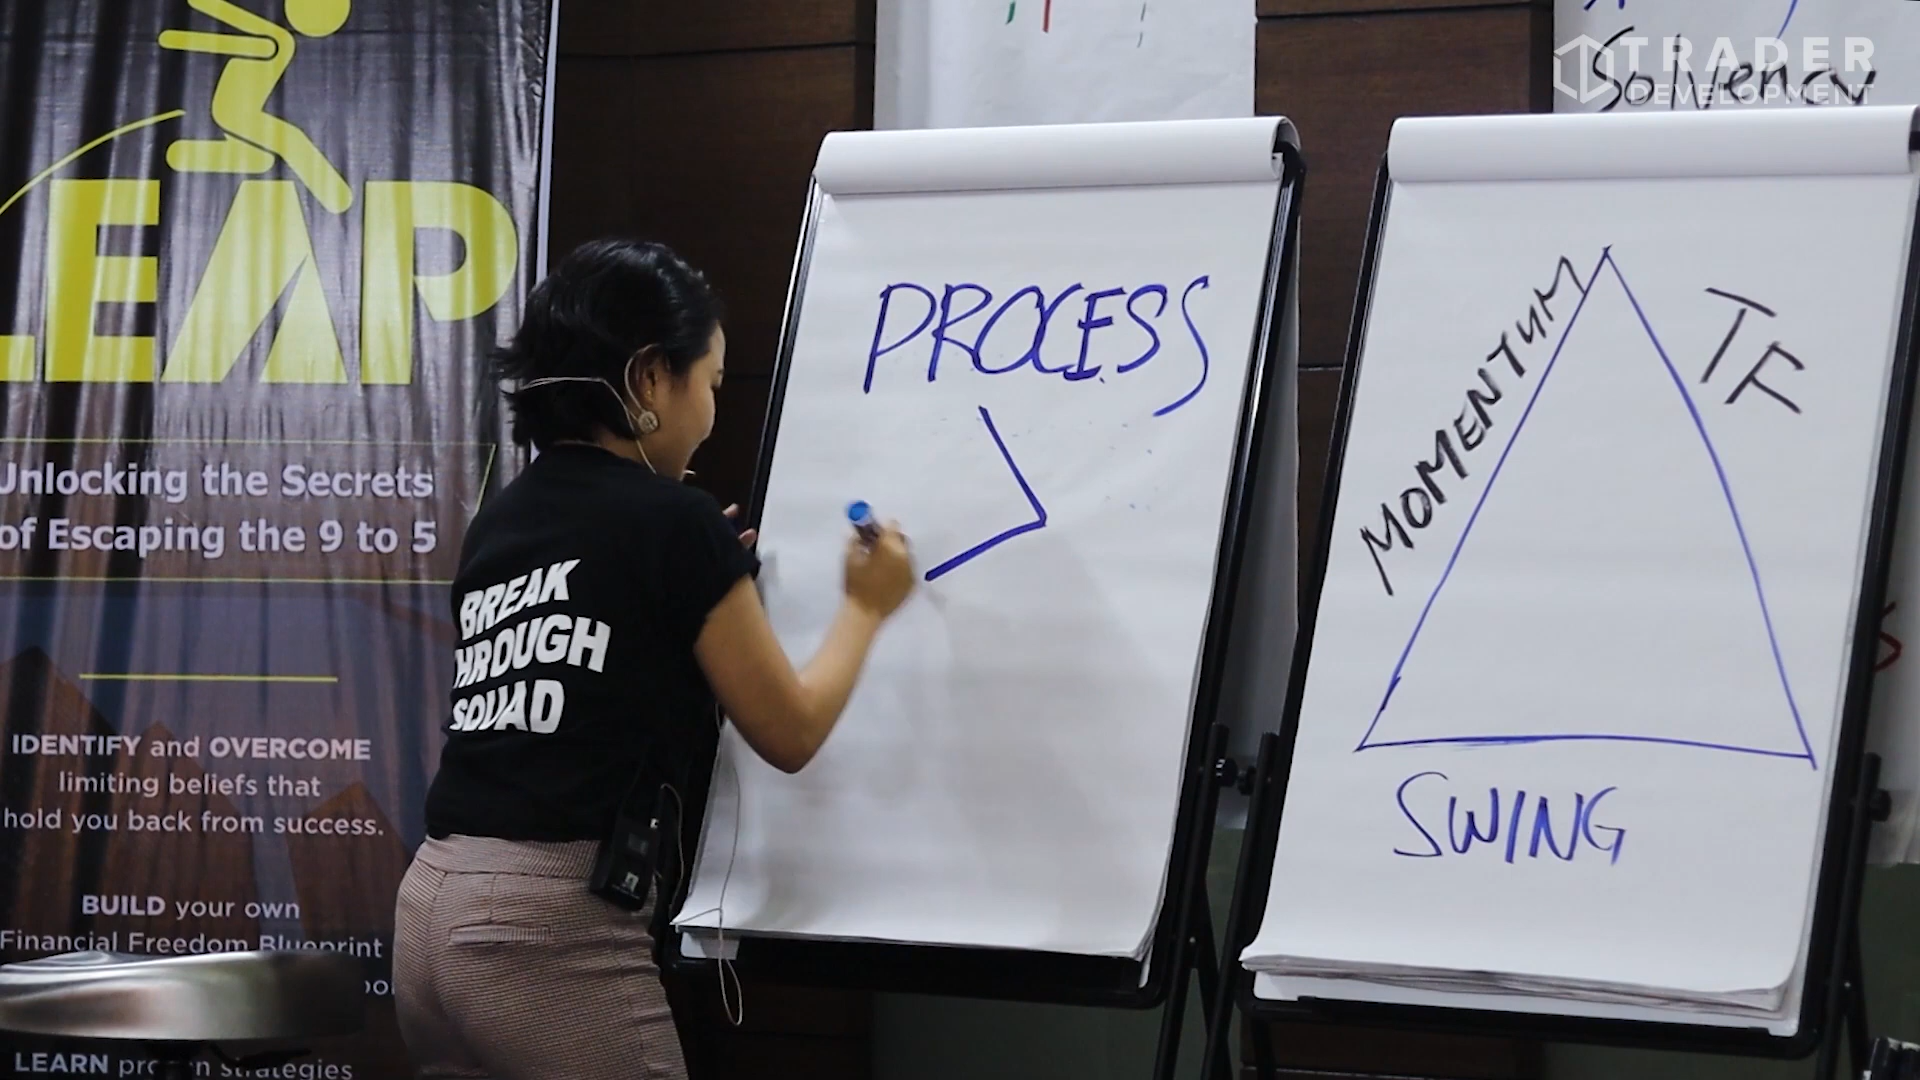 LEAP
Unlocking the Secrets
of Escaping the 9 to 5
IDENTIFY and OVERCOME
limiting beliefs that
hold you back from success.
BUILD your own
Financial Freedom Blueprint
LEARN
strategies
BREAK
THROUGH
SQUAD
PROCESS
MOMENTUM
TF
SWING
Solvency
TRADER
DEVELOPMENT